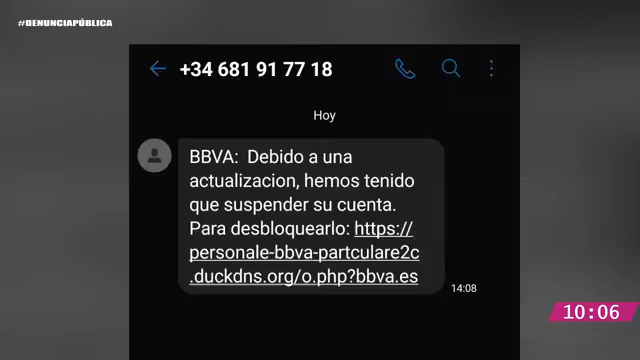 #DENUNCIAPÚBLICA
+34 681 91 77 18
Hoy
BBVA: Debido a una
actualizacion, hemos tenido
que suspender su cuenta.
Para desbloquearlo: https://
personale-bbva-partculare2c
.duckdns.org/o.php?bbva.es
14:08
10:06